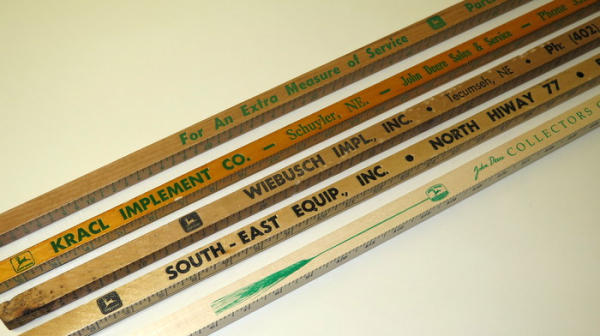 For An Extra Measure of Service Parts
KRACL IMPLEMENT CO. — Schuyler, NE. — John Deere Sales & Service — Phone
WIEBUSCH IMPL., INC. • Tecumseh, NE • Ph: (402)
SOUTH-EAST EQUIP., INC. • NORTH HIWAY 77 •
John Deere COLLECTORS